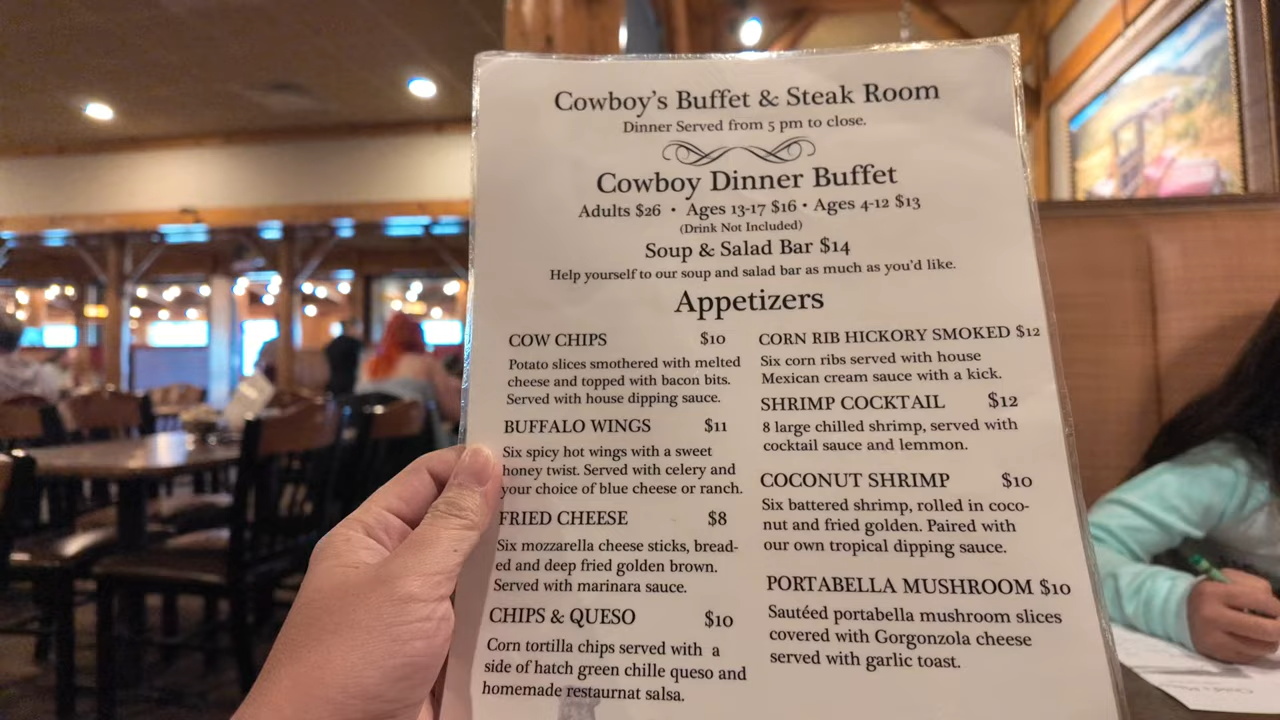 Cowboy's Buffet & Steak Room
Dinner Served from 5 pm to close.
Cowboy Dinner Buffet
Adults $26 • Ages 13-17 $16 • Ages 4-12 $13
(Drink Not Included)
Soup & Salad Bar $14
Help yourself to our soup and salad bar as much as you'd like.
Appetizers
COW CHIPS $10
Potato slices smothered with melted
cheese and topped with bacon bits.
Served with house dipping sauce.
BUFFALO WINGS $11
Six spicy hot wings with a sweet
honey twist. Served with celery and
your choice of blue cheese or ranch.
FRIED CHEESE $8
Six mozzarella cheese sticks, bread-
ed and deep fried golden brown.
Served with marinara sauce.
CHIPS & QUESO $10
Corn tortilla chips served with a
side of hatch green chille queso and
homemade restaurnat salsa.
CORN RIB HICKORY SMOKED $12
Six corn ribs served with house
Mexican cream sauce with a kick.
SHRIMP COCKTAIL $12
8 large chilled shrimp, served with
cocktail sauce and lemmon.
COCONUT SHRIMP $10
Six battered shrimp, rolled in coco-
nut and fried golden. Paired with
our own tropical dipping sauce.
PORTABELLA MUSHROOM $10
Sautéed portabella mushroom slices
covered with Gorgonzola cheese
served with garlic toast.